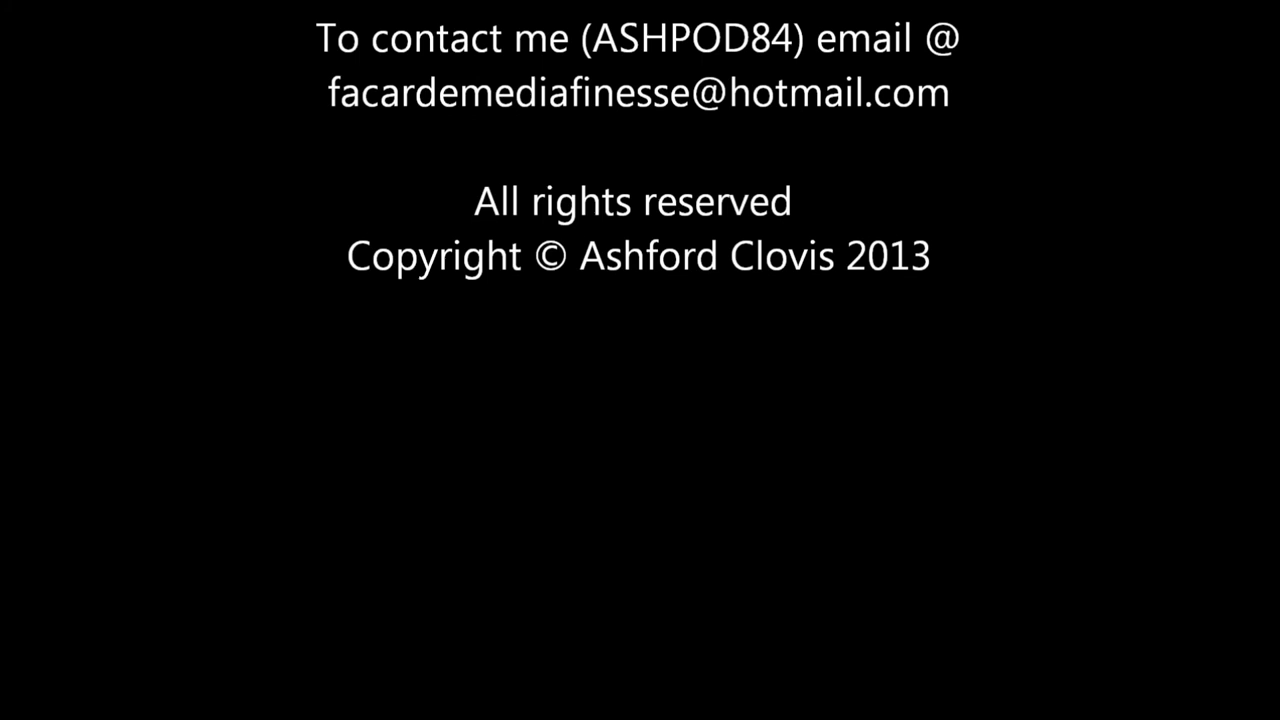 To contact me (ASHPOD84) email @
facardemediafinesse@hotmail.com
All rights reserved
Copyright © Ashford Clovis 2013